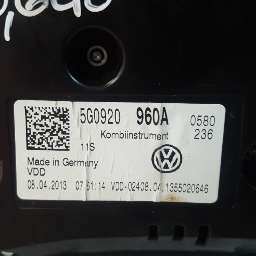 5G0920 960A 0580
Kombiinstrument 236
11S
Made in Germany
VDD
08.04.2013 07:51:14 VDD-02408.04.1365020646